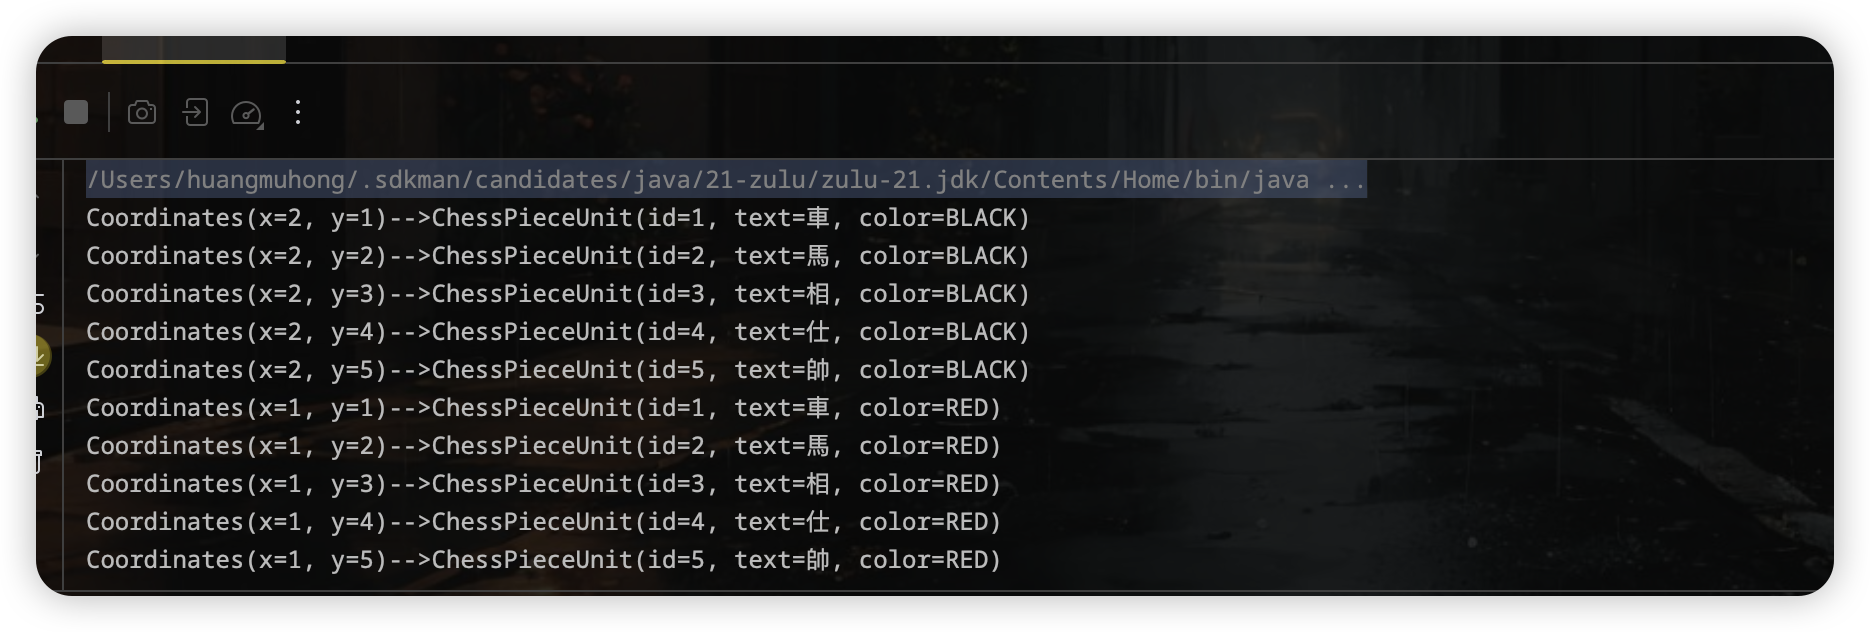 /Users/huangmuhong/.sdkman/candidates/java/21-zulu/zulu-21.jdk/Contents/Home/bin/java ...
Coordinates(x=2, y=1)-->ChessPieceUnit(id=1, text=車, color=BLACK)
Coordinates(x=2, y=2)-->ChessPieceUnit(id=2, text=馬, color=BLACK)
Coordinates(x=2, y=3)-->ChessPieceUnit(id=3, text=相, color=BLACK)
Coordinates(x=2, y=4)-->ChessPieceUnit(id=4, text=仕, color=BLACK)
Coordinates(x=2, y=5)-->ChessPieceUnit(id=5, text=帥, color=BLACK)
Coordinates(x=1, y=1)-->ChessPieceUnit(id=1, text=車, color=RED)
Coordinates(x=1, y=2)-->ChessPieceUnit(id=2, text=馬, color=RED)
Coordinates(x=1, y=3)-->ChessPieceUnit(id=3, text=相, color=RED)
Coordinates(x=1, y=4)-->ChessPieceUnit(id=4, text=仕, color=RED)
Coordinates(x=1, y=5)-->ChessPieceUnit(id=5, text=帥, color=RED)